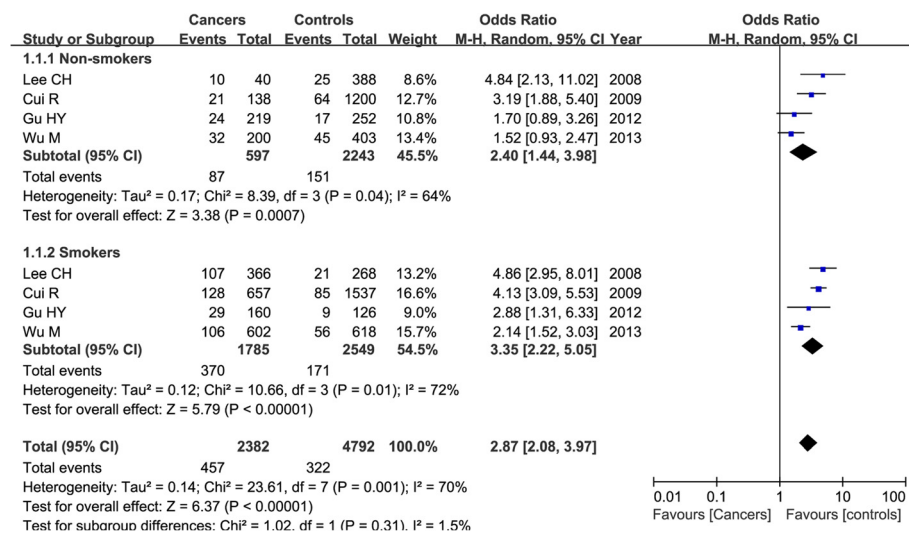 Cancers Controls Odds Ratio Odds Ratio
Study or Subgroup Events Total Events Total Weight M-H, Random, 95% CI Year M-H, Random, 95% CI
1.1.1 Non-smokers
Lee CH 10 40 25 388 8.6% 4.84 [2.13, 11.02] 2008
Cui R 21 138 64 1200 12.7% 3.19 [1.88, 5.40] 2009
Gu HY 24 219 17 252 10.8% 1.70 [0.89, 3.26] 2012
Wu M 32 200 45 403 13.4% 1.52 [0.93, 2.47] 2013
Subtotal (95% CI) 597 2243 45.5% 2.40 [1.44, 3.98]
Total events 87 151
Heterogeneity: Tau² = 0.17; Chi² = 8.39, df = 3 (P = 0.04); I² = 64%
Test for overall effect: Z = 3.38 (P = 0.0007)
1.1.2 Smokers
Lee CH 107 366 21 268 13.2% 4.86 [2.95, 8.01] 2008
Cui R 128 657 85 1537 16.6% 4.13 [3.09, 5.53] 2009
Gu HY 29 160 9 126 9.0% 2.88 [1.31, 6.33] 2012
Wu M 106 602 56 618 15.7% 2.14 [1.52, 3.03] 2013
Subtotal (95% CI) 1785 2549 54.5% 3.35 [2.22, 5.05]
Total events 370 171
Heterogeneity: Tau² = 0.12; Chi² = 10.66, df = 3 (P = 0.01); I² = 72%
Test for overall effect: Z = 5.79 (P < 0.00001)
Total (95% CI) 2382 4792 100.0% 2.87 [2.08, 3.97]
Total events 457 322
Heterogeneity: Tau² = 0.14; Chi² = 23.61, df = 7 (P = 0.001); I² = 70%
Test for overall effect: Z = 6.37 (P < 0.00001)
Test for subgroup differences: Chi² = 1.02, df = 1 (P = 0.31), I² = 1.5%
0.01 0.1 1 10 100
Favours [Cancers] Favours [controls]